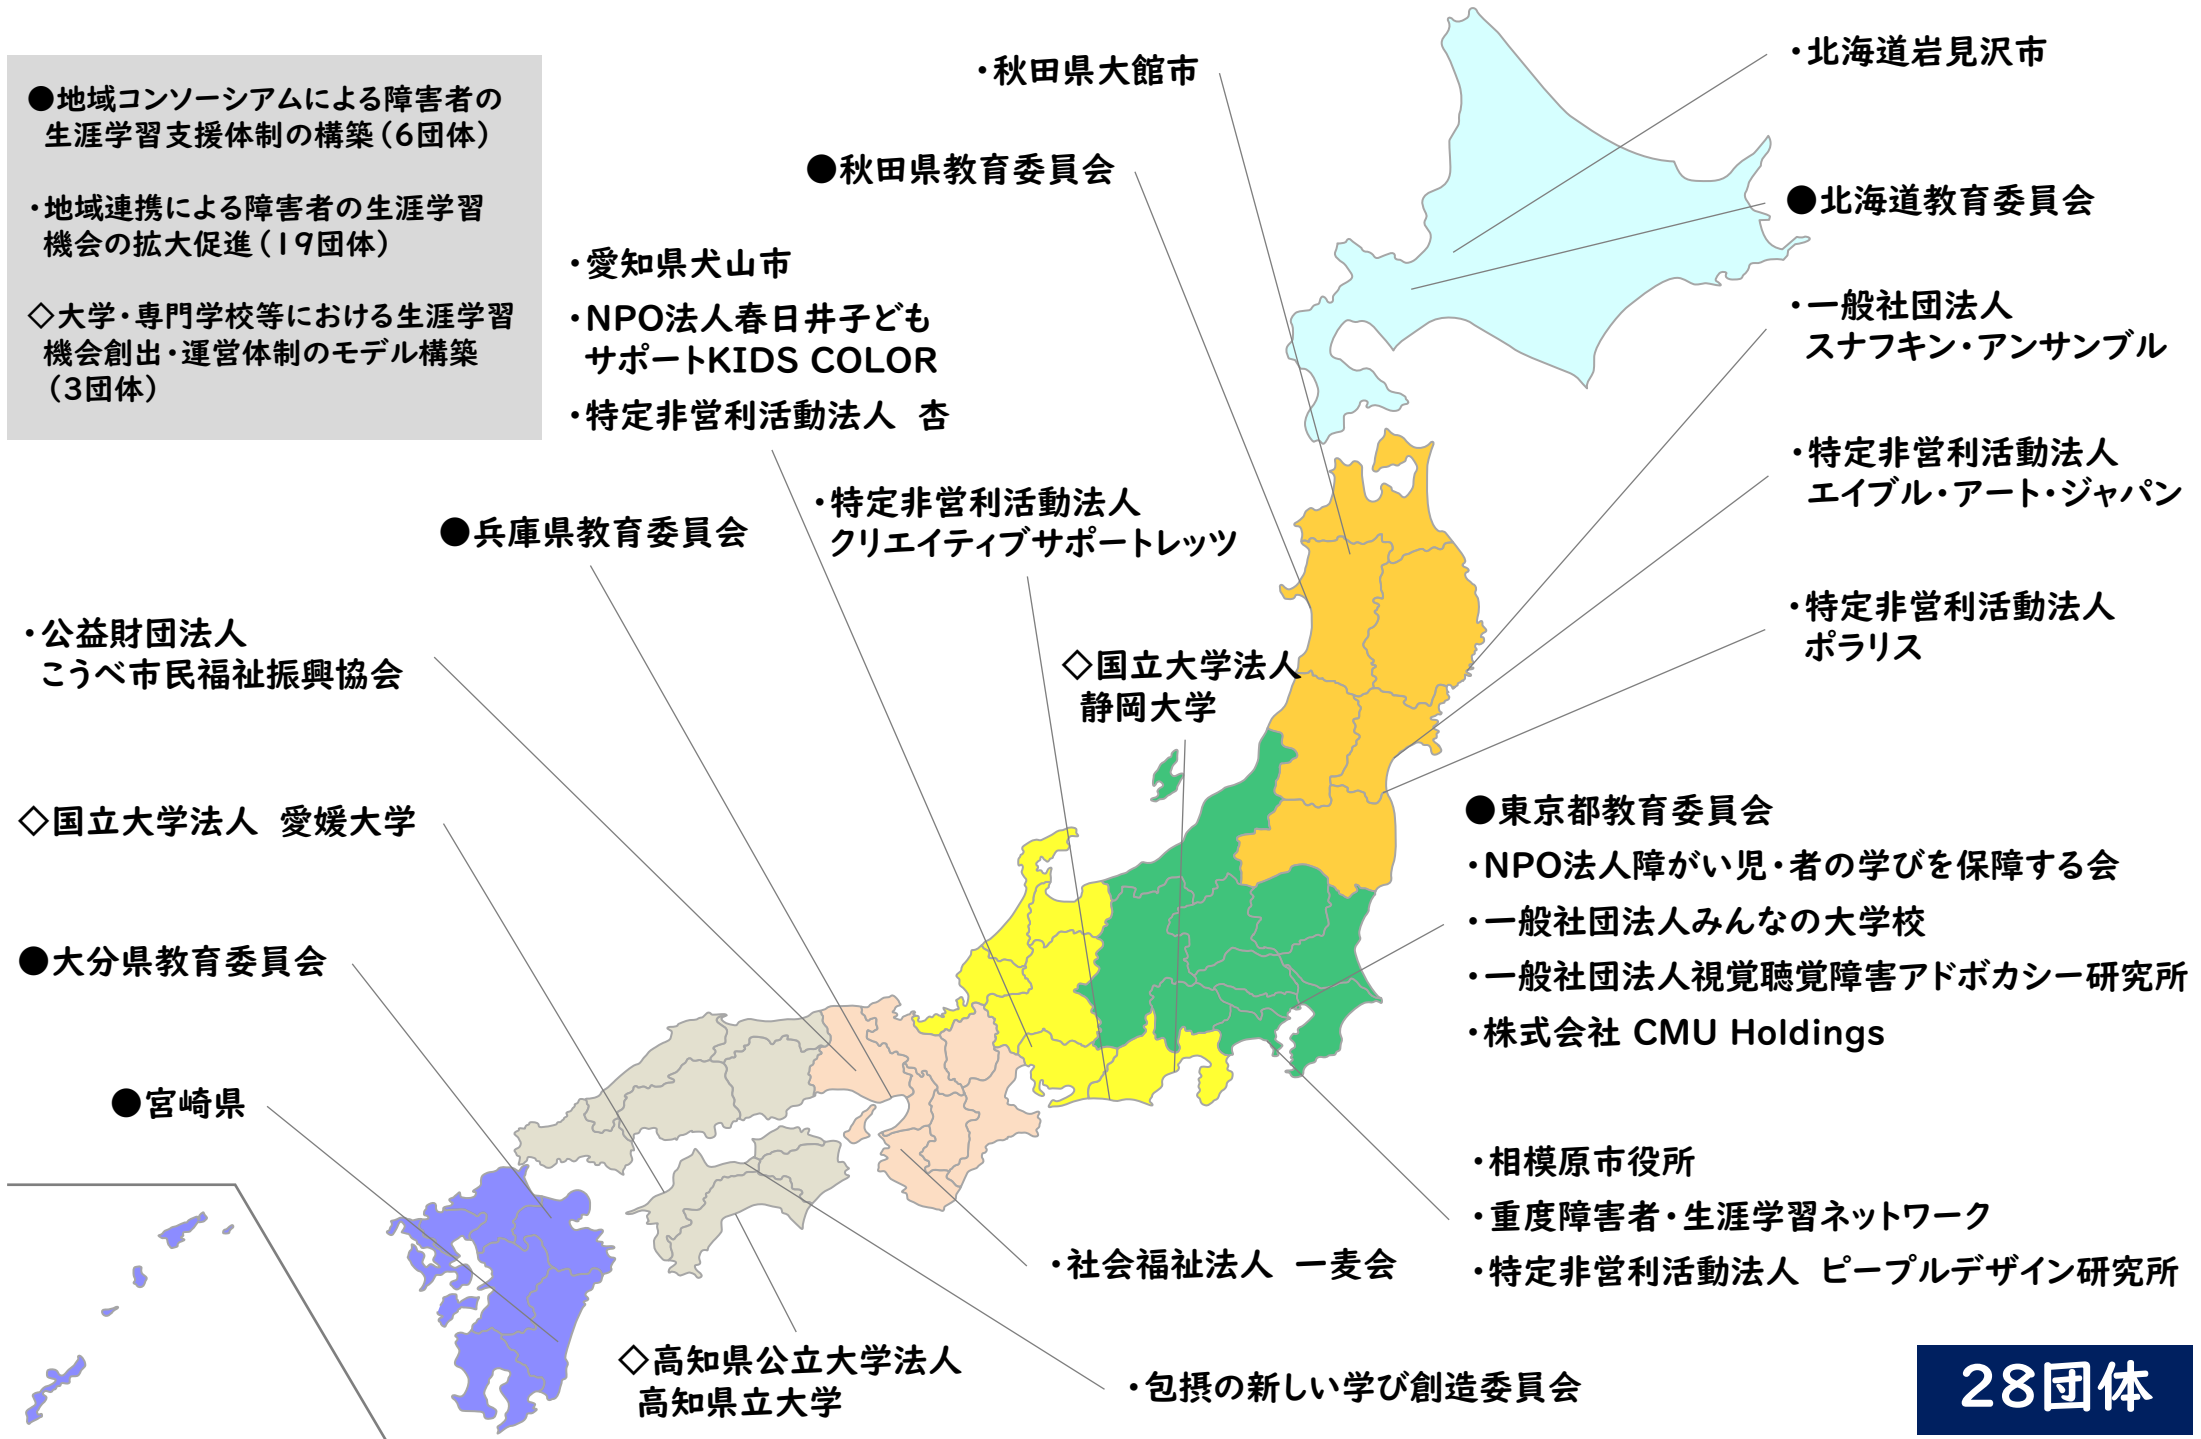 ●地域コンソーシアムによる障害者の
生涯学習支援体制の構築（6団体）
・地域連携による障害者の生涯学習
機会の拡大促進（19団体）
◇大学・専門学校等における生涯学習
機会創出・運営体制のモデル構築
（3団体）
・秋田県大館市
●秋田県教育委員会
・愛知県犬山市
・NPO法人春日井子ども
サポートKIDS COLOR
・特定非営利活動法人　杏
・特定非営利活動法人
クリエイティブサポートレッツ
●兵庫県教育委員会
・公益財団法人
こうべ市民福祉振興協会
◇国立大学法人
静岡大学
◇国立大学法人　愛媛大学
●大分県教育委員会
●宮崎県
・北海道岩見沢市
●北海道教育委員会
・一般社団法人
スナフキン・アンサンブル
・特定非営利活動法人
エイブル・アート・ジャパン
・特定非営利活動法人
ポラリス
●東京都教育委員会
・NPO法人障がい児・者の学びを保障する会
・一般社団法人みんなの大学校
・一般社団法人視覚聴覚障害アドボカシー研究所
・株式会社 CMU Holdings
・相模原市役所
・重度障害者・生涯学習ネットワーク
・特定非営利活動法人　ピープルデザイン研究所
・社会福祉法人　一麦会
◇高知県公立大学法人
高知県立大学
・包摂の新しい学び創造委員会
28団体